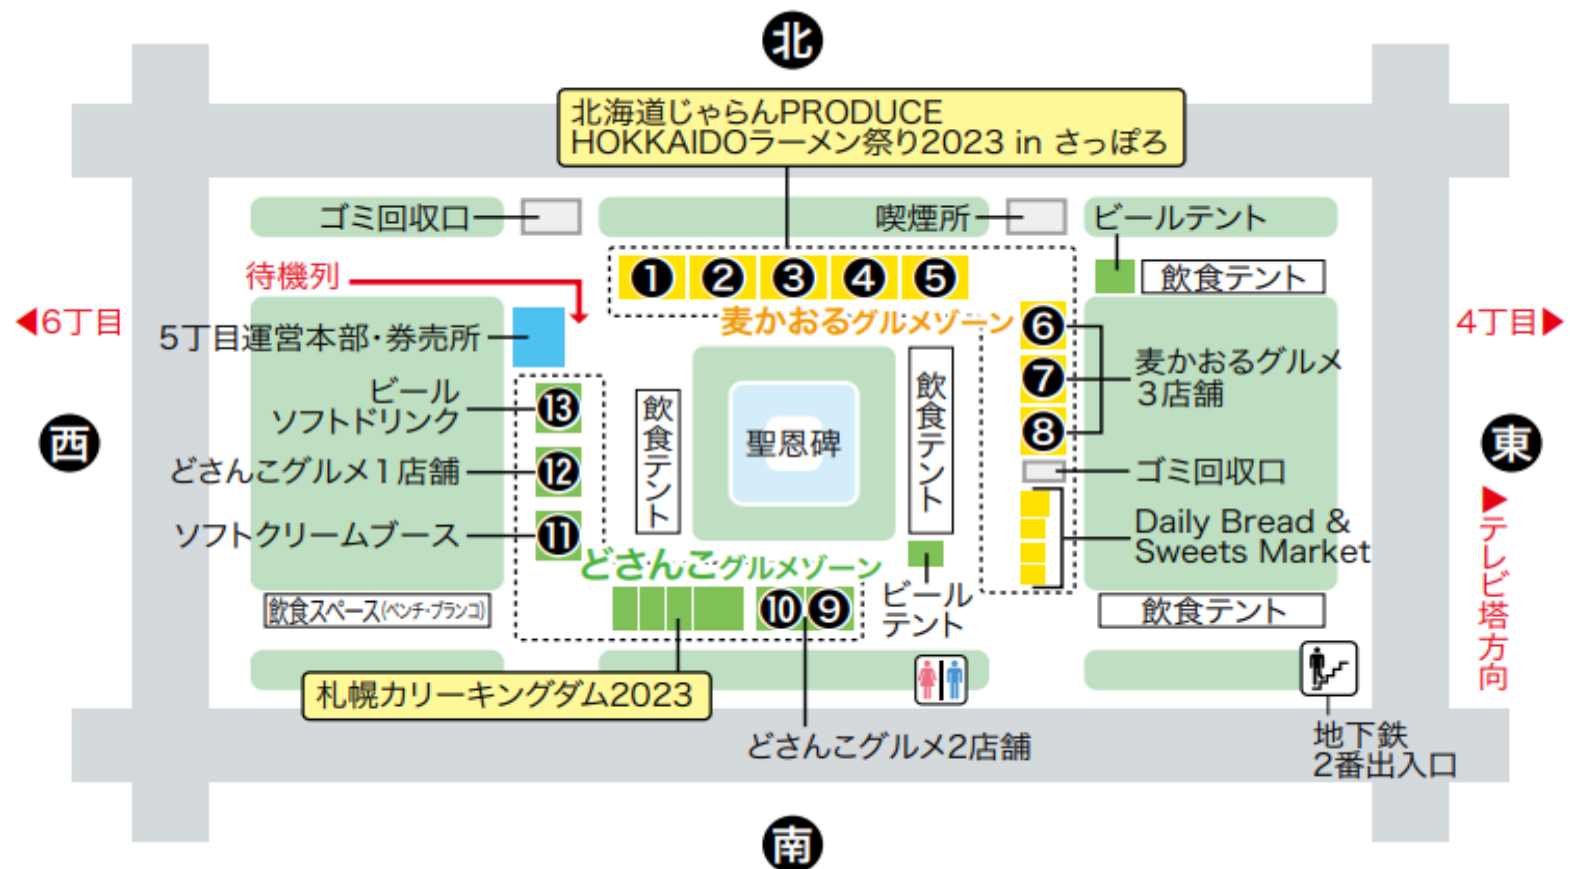 北
北海道じゃらんPRODUCE
HOKKAIDOラーメン祭り2023 in さっぽろ
ゴミ回収口
喫煙所
ビールテント
待機列
❶ ❷ ❸ ❹ ❺
飲食テント
◀6丁目
5丁目運営本部・券売所
麦かおるグルメゾーン
❻
4丁目▶
麦かおるグルメ
3店舗
❼
❽
ビール
ソフトドリンク
⓭
飲食テント
聖恩碑
飲食テント
西
東
どさんこグルメ1店舗
⓬
ゴミ回収口
ソフトクリームブース
⓫
Daily Bread &
Sweets Market
▶テレビ塔方向
どさんこグルメゾーン
飲食スペース(ベンチ・ブランコ)
❿ ❾
ビール
テント
飲食テント
札幌カリーキングダム2023
どさんこグルメ2店舗
地下鉄
2番出入口
南